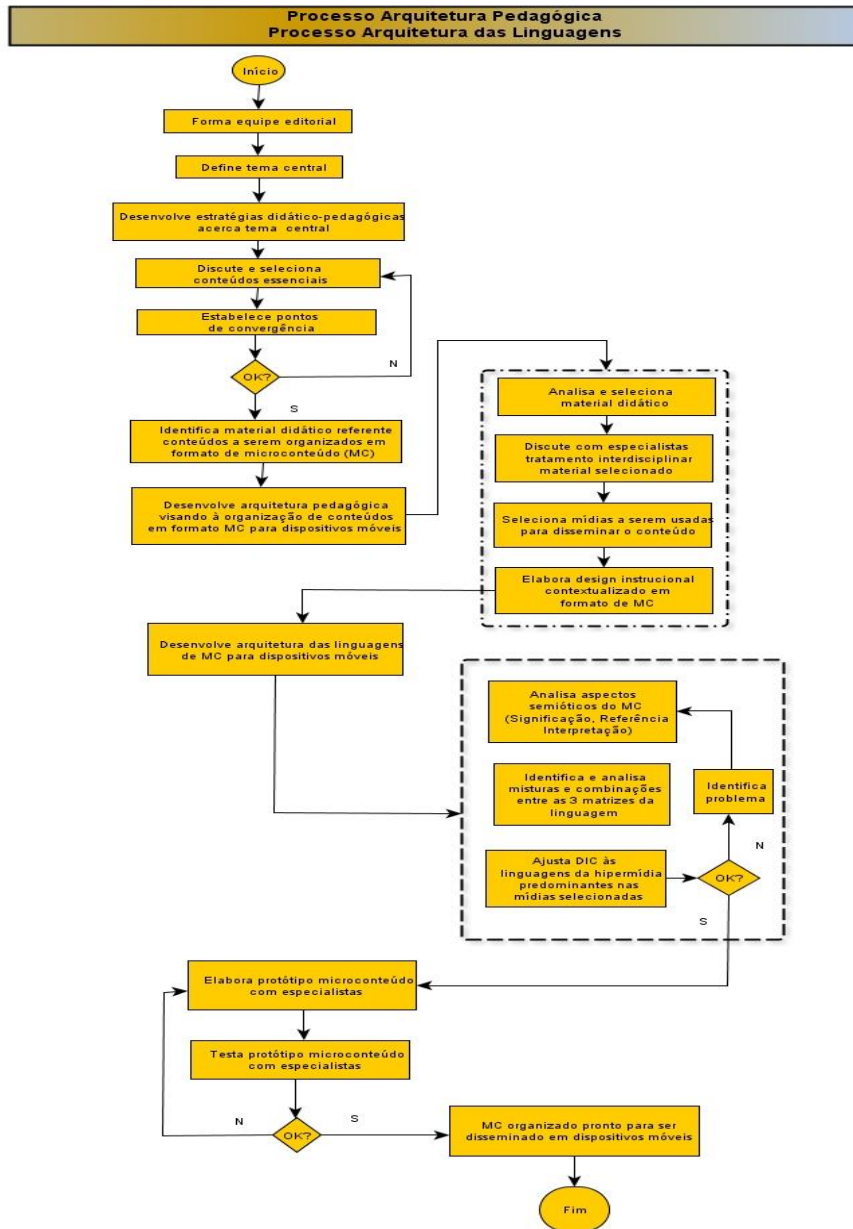 Processo Arquitetura Pedagógica
Processo Arquitetura das Linguagens
Início
Forma equipe editorial
Define tema central
Desenvolve estratégias didático-pedagógicas
acerca tema central
Discute e seleciona
conteúdos essenciais
Estabelece pontos
de convergência
N
OK?
S
Identifica material didático referente
conteúdos a serem organizados em
formato de microconteúdo (MC)
Desenvolve arquitetura pedagógica
visando à organização de conteúdos
em formato MC para dispositivos móveis
Analisa e seleciona
material didático
Discute com especialistas
tratamento interdisciplinar
material selecionado
Seleciona mídias a serem usadas
para disseminar o conteúdo
Elabora design instrucional
contextualizado em
formato de MC
Desenvolve arquitetura das linguagens
de MC para dispositivos móveis
Analisa aspectos
semióticos do MC
(Significação, Referência
Interpretação)
Identifica e analisa
misturas e combinações
entre as 3 matrizes da
linguagem
Identifica
problema
N
Ajusta DIC às
linguagens da hipermídia
predominantes nas
mídias selecionadas
OK?
S
Elabora protótipo microconteúdo
com especialistas
Testa protótipo microconteúdo
com especialistas
N
OK?
S
MC organizado pronto para ser
disseminado em dispositivos móveis
Fim